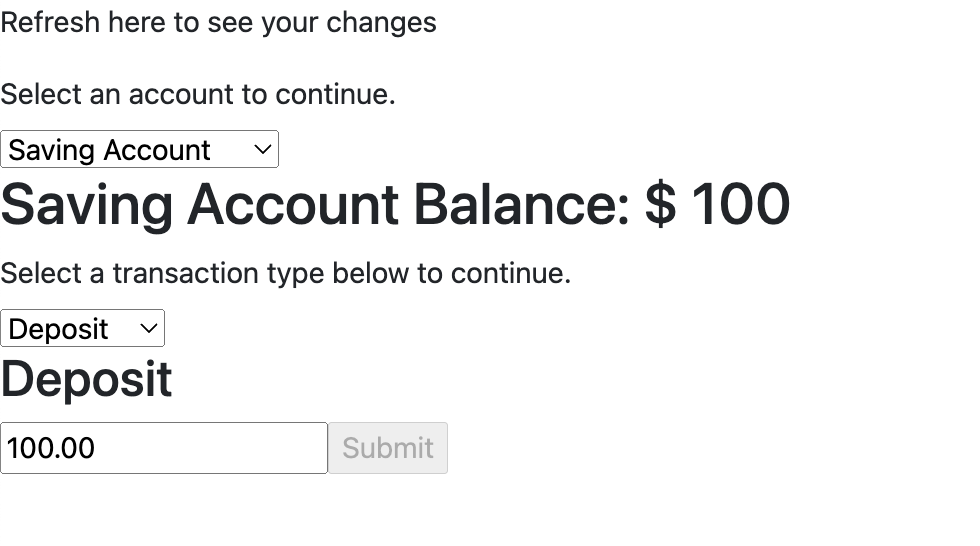 Refresh here to see your changes
Select an account to continue.
Saving Account
Saving Account Balance: $ 100
Select a transaction type below to continue.
Deposit
Deposit
100.00 Submit